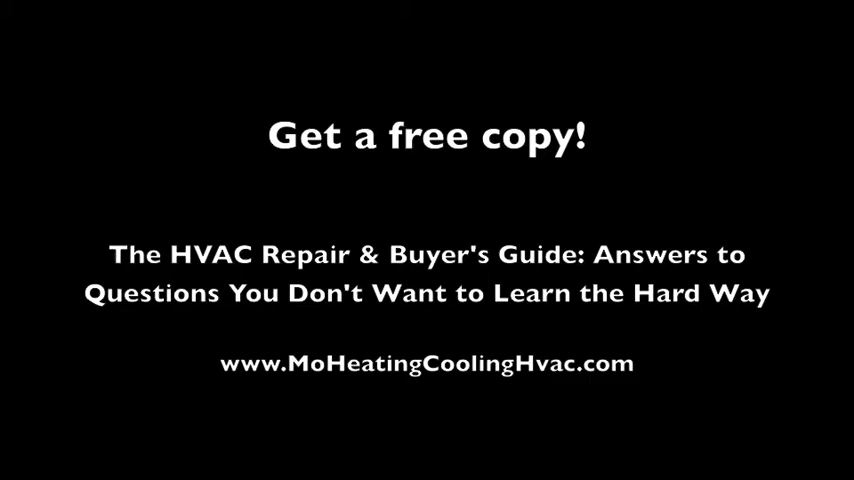 Get a free copy!
The HVAC Repair & Buyer's Guide: Answers to
Questions You Don't Want to Learn the Hard Way
www.MoHeatingCoolingHvac.com